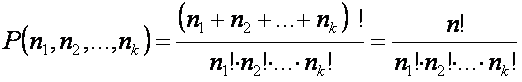 P(n₁, n₂, ..., nₖ) = (n₁ + n₂ + ... + nₖ) ! / n₁!·n₂!·...·nₖ! = n! / n₁!·n₂!·...·nₖ!